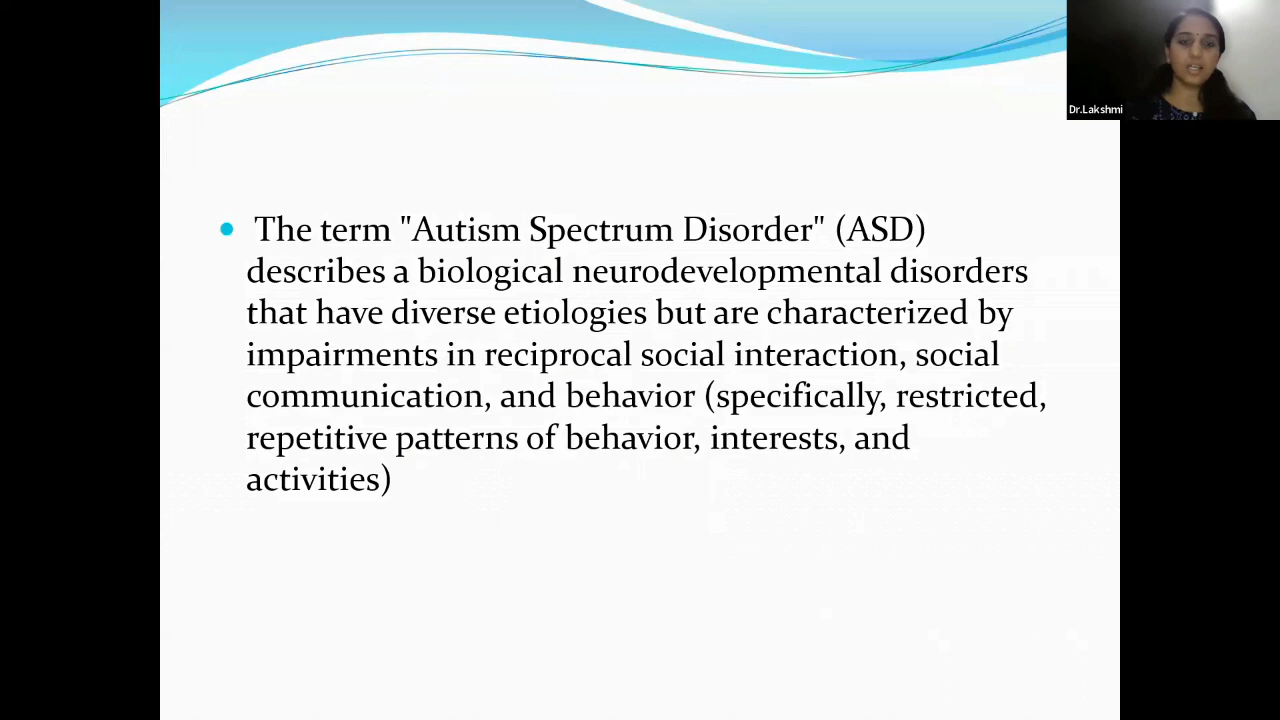 Dr.Lakshmi
The term "Autism Spectrum Disorder" (ASD)
describes a biological neurodevelopmental disorders
that have diverse etiologies but are characterized by
impairments in reciprocal social interaction, social
communication, and behavior (specifically, restricted,
repetitive patterns of behavior, interests, and
activities)